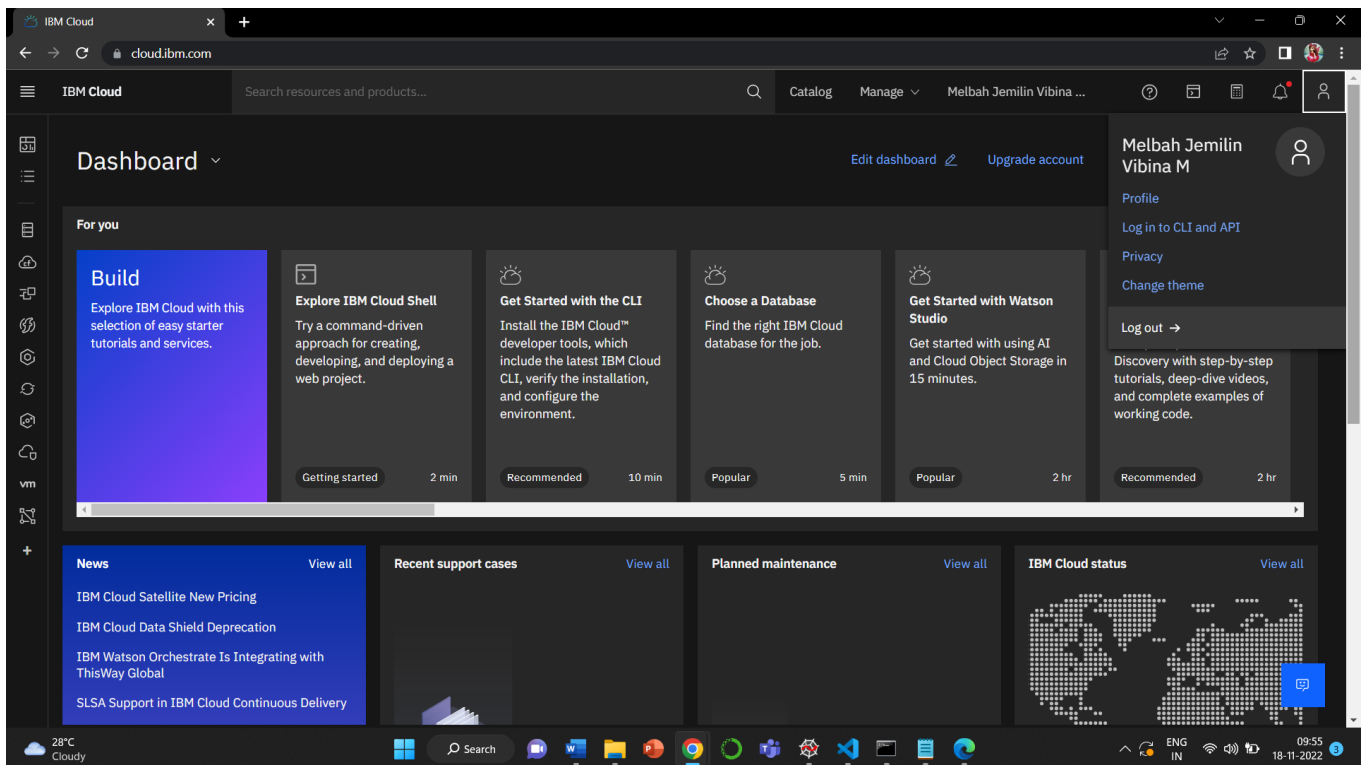 IBM Cloud
cloud.ibm.com
IBM Cloud
Search resources and products...
Catalog
Manage
Melbah Jemilin Vibina ...
Dashboard
Edit dashboard
Upgrade account
Melbah Jemilin
Vibina M
Profile
Log in to CLI and API
Privacy
Change theme
Log out →
For you
Build
Explore IBM Cloud with this
selection of easy starter
tutorials and services.
Explore IBM Cloud Shell
Try a command-driven
approach for creating,
developing, and deploying a
web project.
Getting started
2 min
Get Started with the CLI
Install the IBM Cloud™
developer tools, which
include the latest IBM Cloud
CLI, verify the installation,
and configure the
environment.
Recommended
10 min
Choose a Database
Find the right IBM Cloud
database for the job.
Popular
5 min
Get Started with Watson
Studio
Get started with using AI
and Cloud Object Storage in
15 minutes.
Popular
2 hr
Discovery with step-by-step
tutorials, deep-dive videos,
and complete examples of
working code.
Recommended
2 hr
vm
News
View all
IBM Cloud Satellite New Pricing
IBM Cloud Data Shield Deprecation
IBM Watson Orchestrate Is Integrating with
ThisWay Global
SLSA Support in IBM Cloud Continuous Delivery
Recent support cases
View all
Planned maintenance
View all
IBM Cloud status
View all
28°C
Cloudy
Search
ENG
IN
09:55
18-11-2022
3